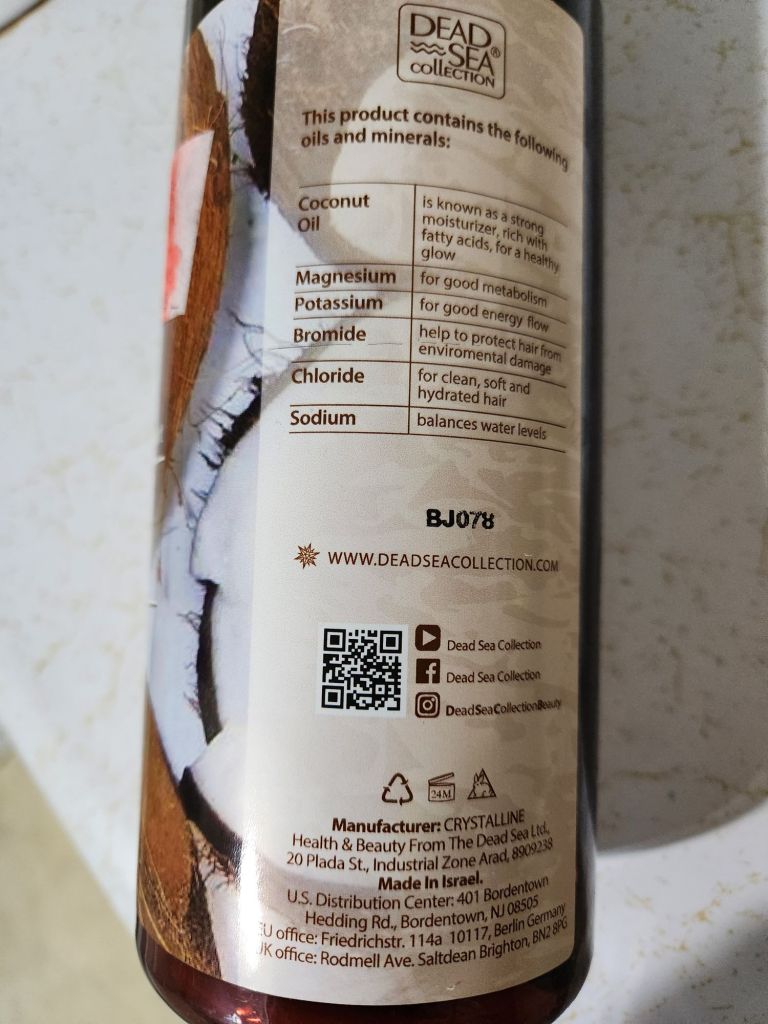 DEAD
SEA®
collection
This product contains the following
oils and minerals:
Coconut
Oil
is known as a strong
moisturizer, rich with
fatty acids, for a healthy
glow
Magnesium
for good metabolism
Potassium
for good energy flow
Bromide
help to protect hair from
enviromental damage
Chloride
for clean, soft and
hydrated hair
Sodium
balances water levels
BJ078
WWW.DEADSEACOLLECTION.COM
Dead Sea Collection
Dead Sea Collection
DeadSeaCollectionBeauty
24M
Manufacturer: CRYSTALLINE
Health & Beauty From The Dead Sea Ltd.,
20 Plada St., Industrial Zone Arad, 8909238
Made In Israel.
U.S. Distribution Center: 401 Bordentown
Hedding Rd., Bordentown, NJ 08505
EU office: Friedrichstr. 114a 10117, Berlin Germany
UK office: Rodmell Ave. Saltdean Brighton, BN2 8PG